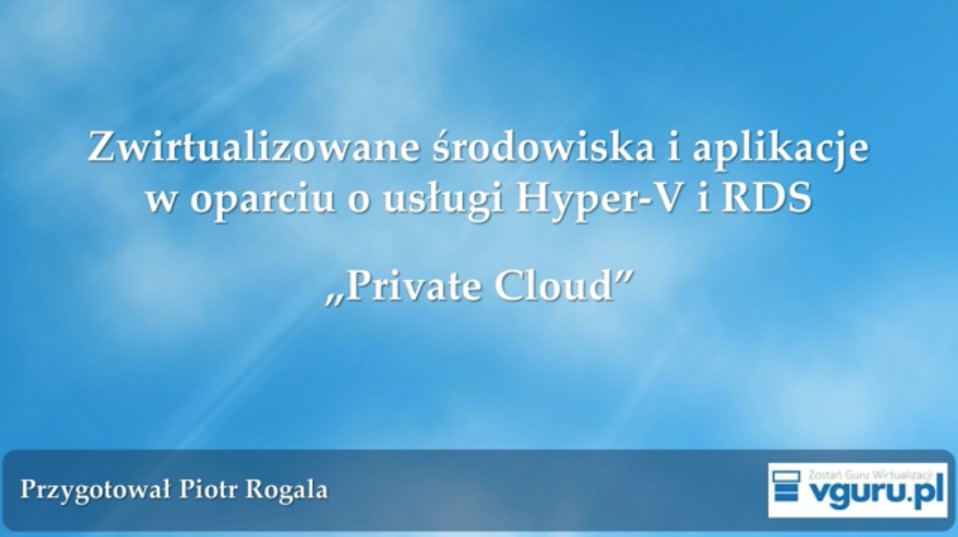 Zwirtualizowane środowiska i aplikacje
w oparciu o usługi Hyper-V i RDS
„Private Cloud”
Przygotował Piotr Rogala
Zostań Guru Wirtualizacji
vguru.pl